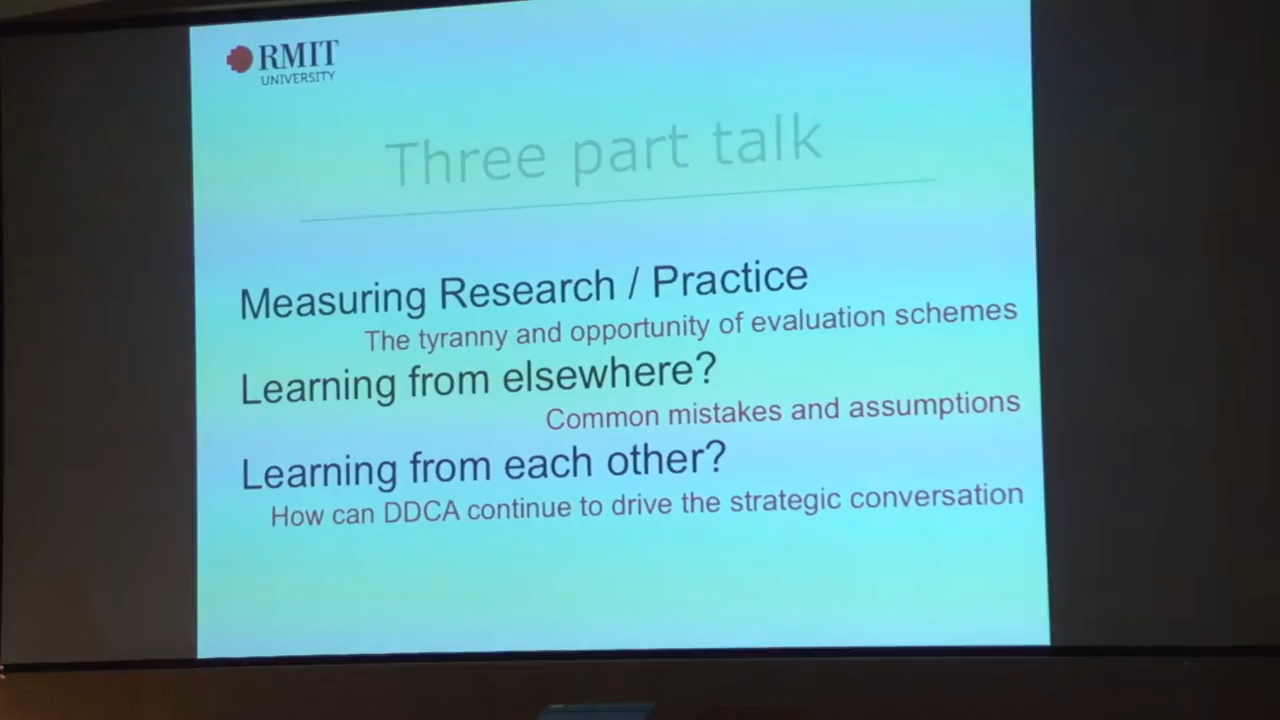 RMIT
UNIVERSITY
Three part talk
Measuring Research / Practice
The tyranny and opportunity of evaluation schemes
Learning from elsewhere?
Common mistakes and assumptions
Learning from each other?
How can DDCA continue to drive the strategic conversation